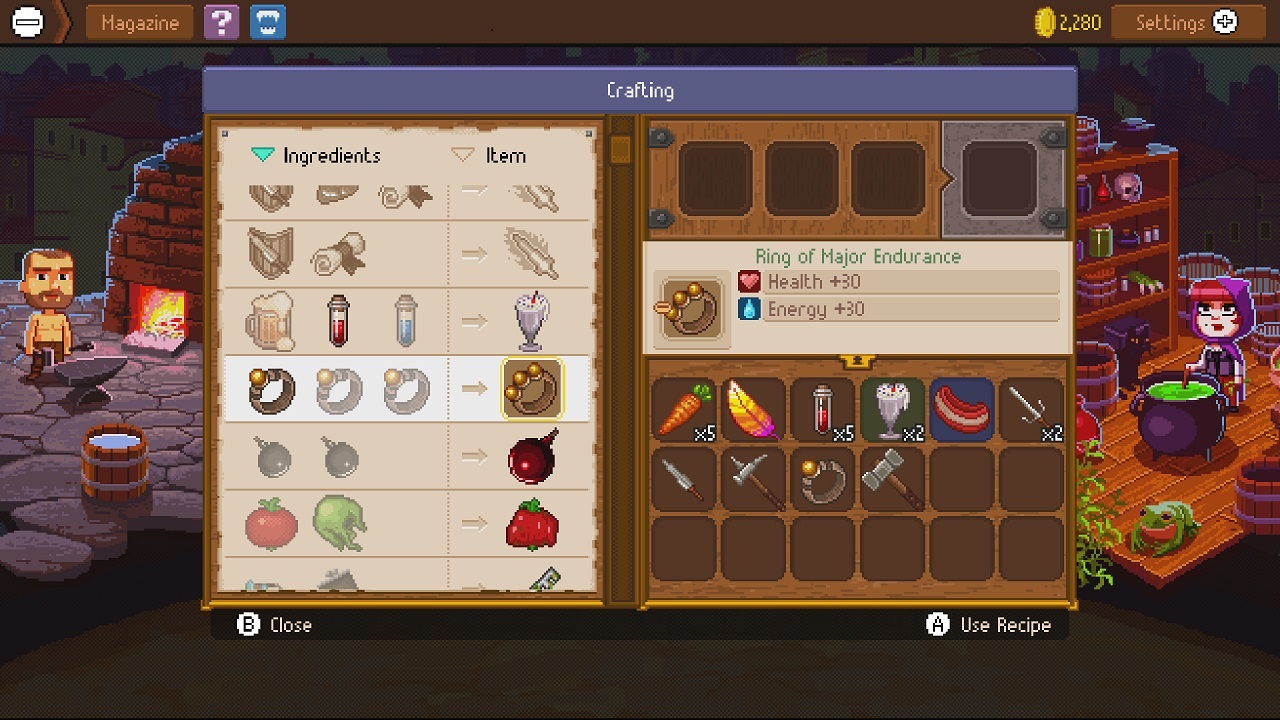 Magazine
?
2,280
Settings
Crafting
Ingredients
Item
Ring of Major Endurance
Health +30
Energy +30
x5
x5
x2
x2
B Close
A Use Recipe